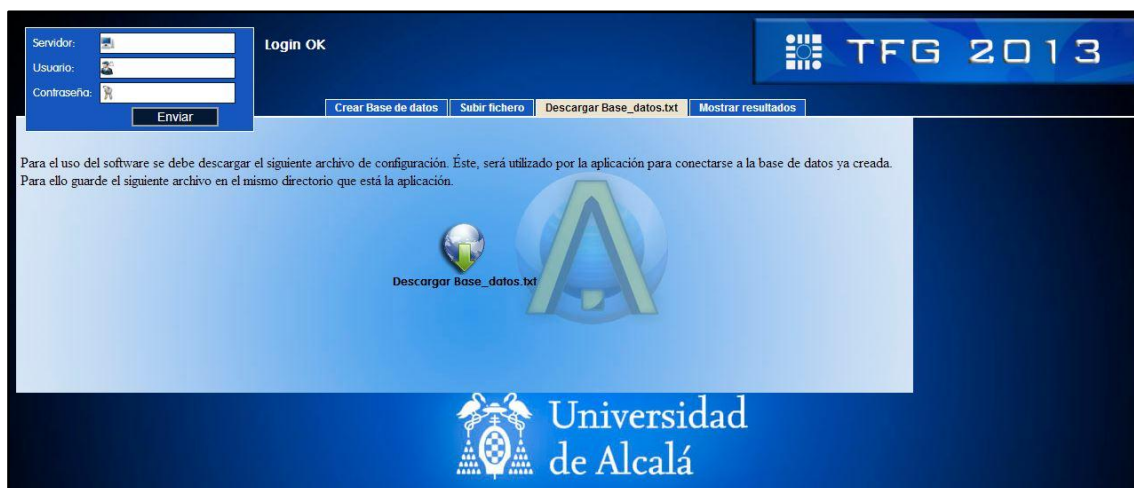 Servidor:
Usuario:
Contraseña:
Enviar
Login OK
TFG 2013
Crear Base de datos
Subir fichero
Descargar Base_datos.txt
Mostrar resultados
Para el uso del software se debe descargar el siguiente archivo de configuración. Éste, será utilizado por la aplicación para conectarse a la base de datos ya creada.
Para ello guarde el siguiente archivo en el mismo directorio que está la aplicación.
Descargar Base_datos.txt
Universidad
de Alcalá